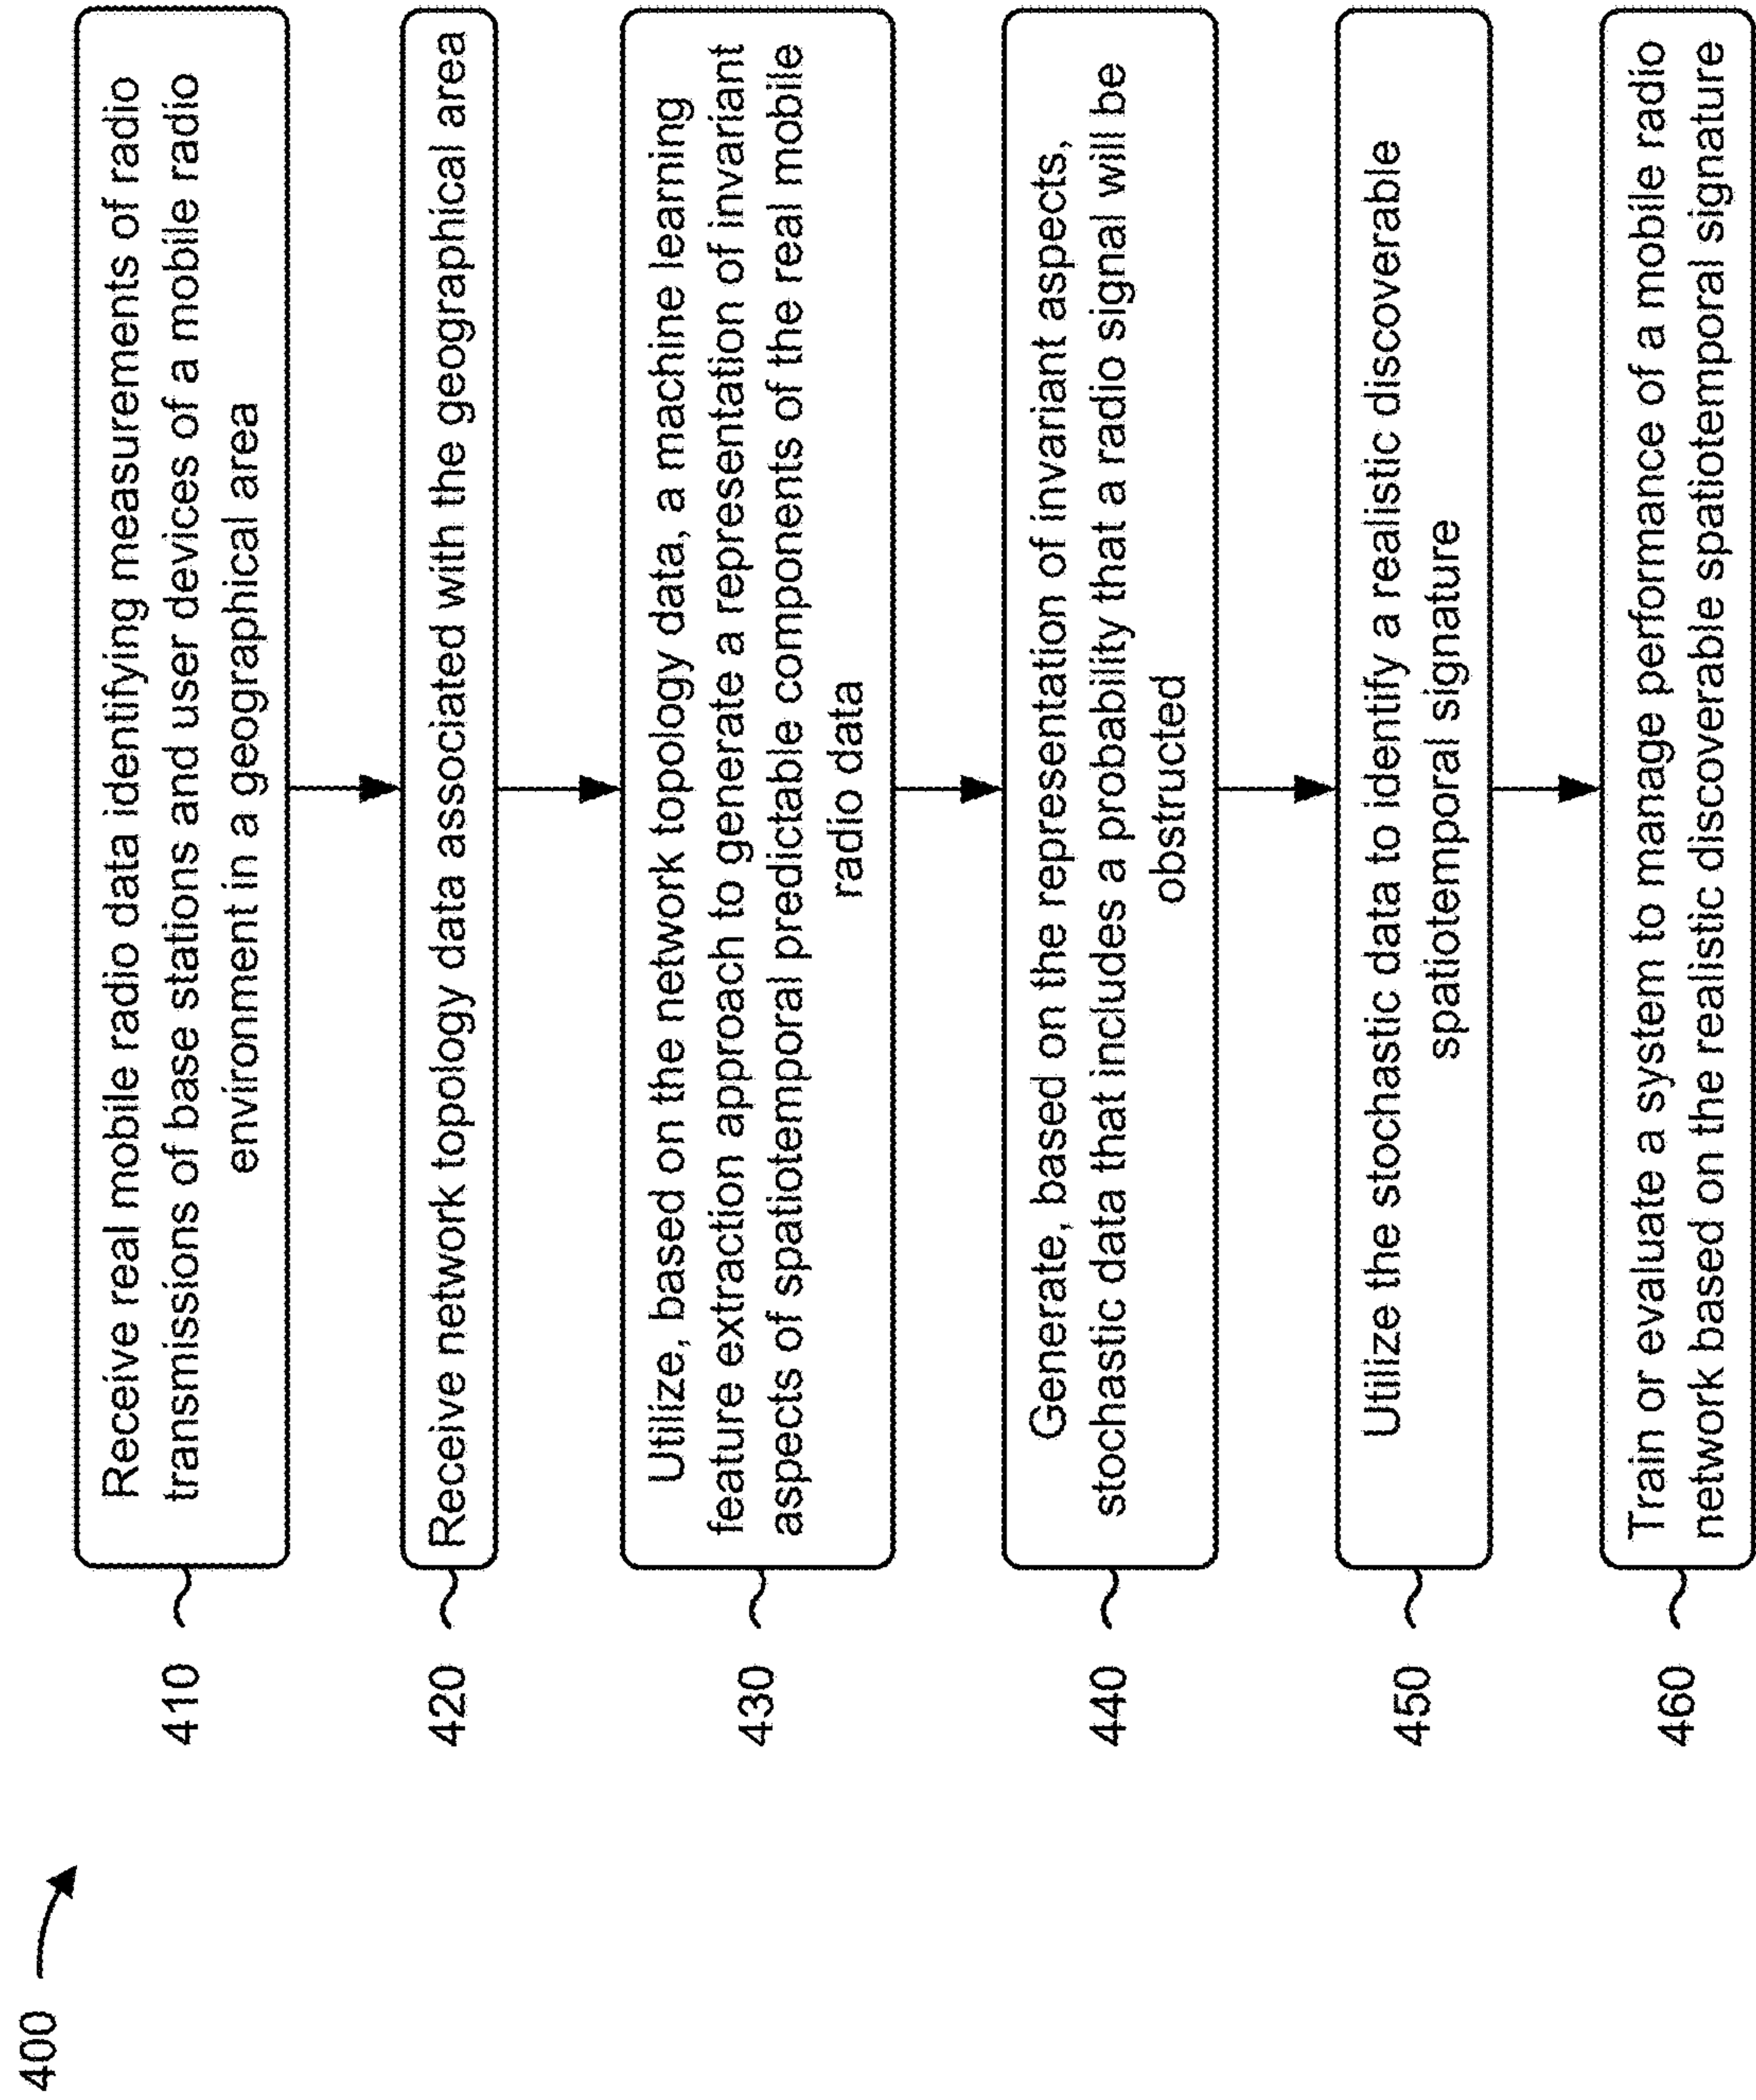 400
410
Receive real mobile radio data identifying measurements of radio
transmissions of base stations and user devices of a mobile radio
environment in a geographical area
420
Receive network topology data associated with the geographical area
430
Utilize, based on the network topology data, a machine learning
feature extraction approach to generate a representation of invariant
aspects of spatiotemporal predictable components of the real mobile
radio data
440
Generate, based on the representation of invariant aspects,
stochastic data that includes a probability that a radio signal will be
obstructed
450
Utilize the stochastic data to identify a realistic discoverable
spatiotemporal signature
460
Train or evaluate a system to manage performance of a mobile radio
network based on the realistic discoverable spatiotemporal signature